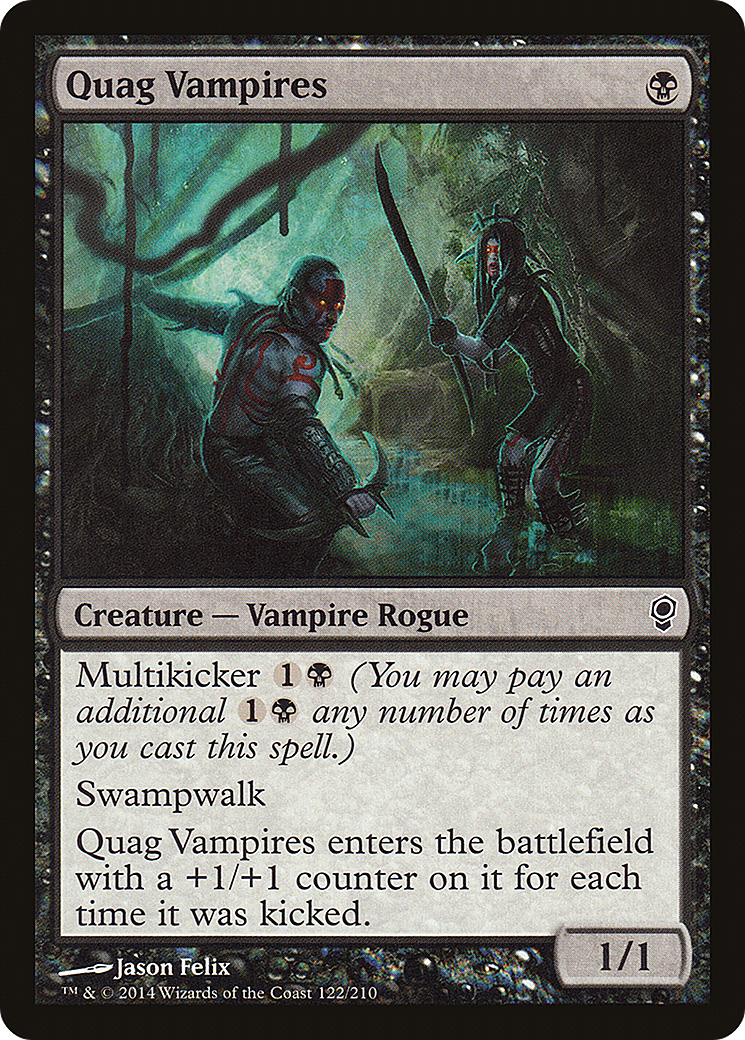 Quag Vampires
Creature — Vampire Rogue
Multikicker 1 (You may pay an
additional 1 any number of times as
you cast this spell.)
Swampwalk
Quag Vampires enters the battlefield
with a +1/+1 counter on it for each
time it was kicked.
1/1
Jason Felix
™ & © 2014 Wizards of the Coast 122/210